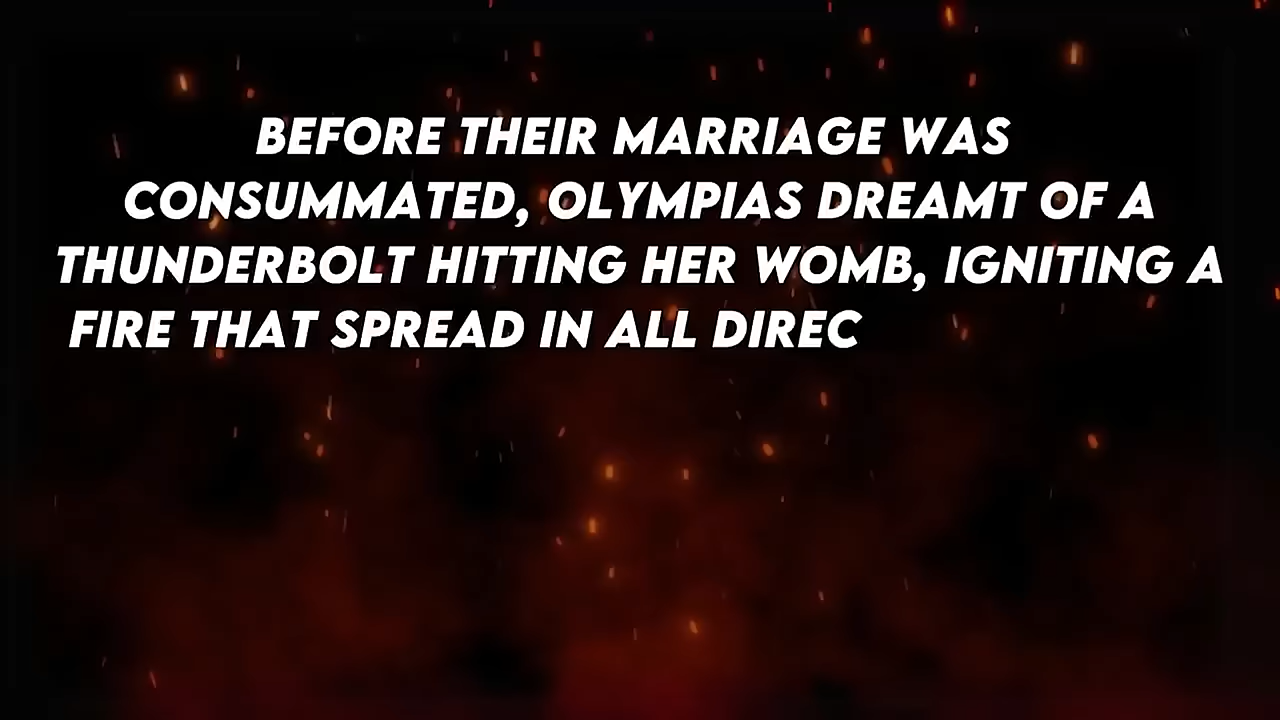 BEFORE THEIR MARRIAGE WAS
CONSUMMATED, OLYMPIAS DREAMT OF A
THUNDERBOLT HITTING HER WOMB, IGNITING A
FIRE THAT SPREAD IN ALL DIREC